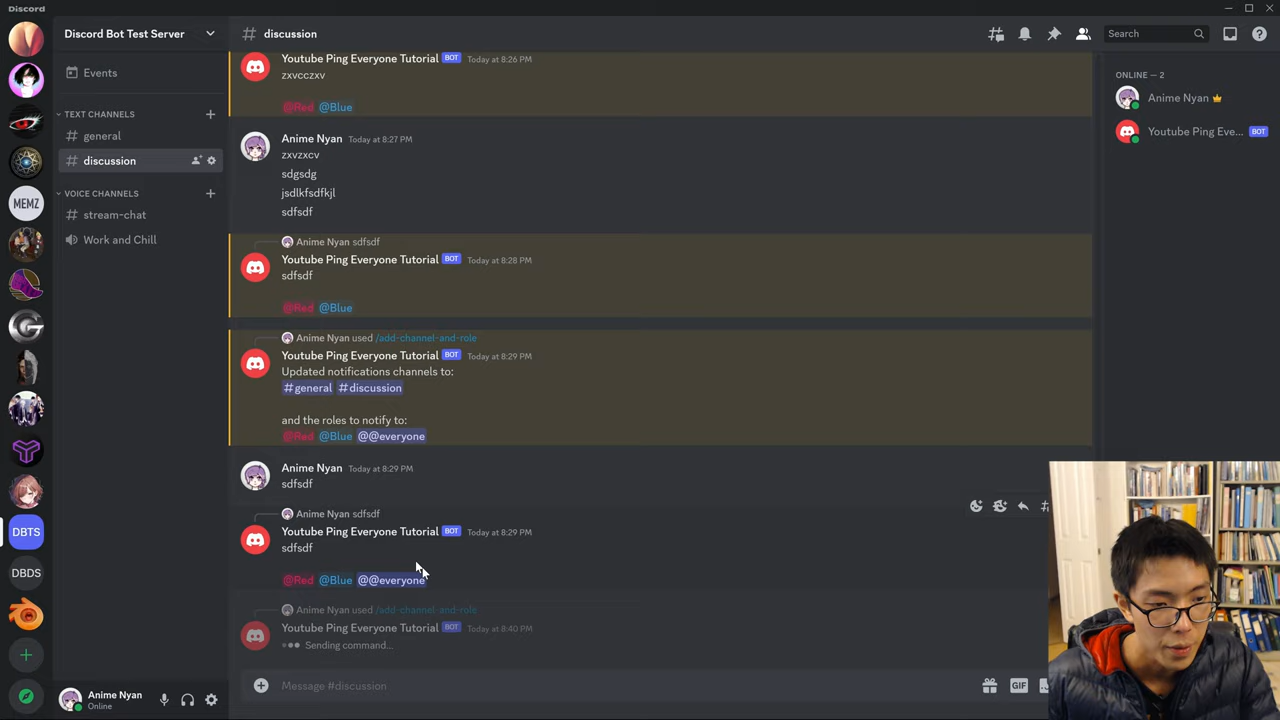 Discord
Discord Bot Test Server
Events
TEXT CHANNELS
general
discussion
VOICE CHANNELS
stream-chat
Work and Chill
MEMZ
DBTS
DBDS
Anime Nyan
Online
discussion
Search
Youtube Ping Everyone Tutorial BOT Today at 8:26 PM
zxvcczxv
@Red @Blue
Anime Nyan Today at 8:27 PM
zxvzxcv
sdgsdg
jsdlkfsdfkjl
sdfsdf
Anime Nyan sdfsdf
Youtube Ping Everyone Tutorial BOT Today at 8:28 PM
sdfsdf
@Red @Blue
Anime Nyan used /add-channel-and-role
Youtube Ping Everyone Tutorial BOT Today at 8:29 PM
Updated notifications channels to:
#general #discussion
and the roles to notify to:
@Red @Blue @@everyone
Anime Nyan Today at 8:29 PM
sdfsdf
Anime Nyan sdfsdf
Youtube Ping Everyone Tutorial BOT Today at 8:29 PM
sdfsdf
@Red @Blue @@everyone
Anime Nyan used /add-channel-and-role
Youtube Ping Everyone Tutorial BOT Today at 8:40 PM
Sending command...
Message #discussion
GIF
ONLINE — 2
Anime Nyan
Youtube Ping Eve... BOT